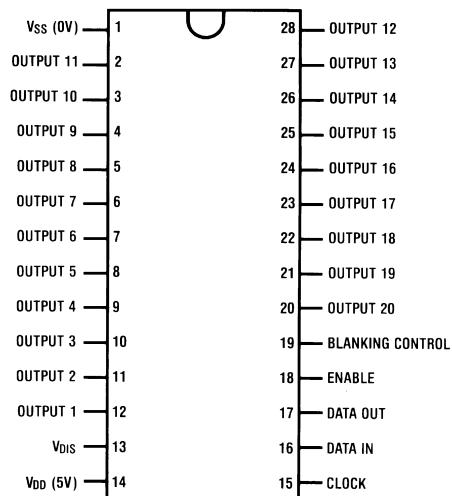 VSS (0V) 1 28 OUTPUT 12
OUTPUT 11 2 27 OUTPUT 13
OUTPUT 10 3 26 OUTPUT 14
OUTPUT 9 4 25 OUTPUT 15
OUTPUT 8 5 24 OUTPUT 16
OUTPUT 7 6 23 OUTPUT 17
OUTPUT 6 7 22 OUTPUT 18
OUTPUT 5 8 21 OUTPUT 19
OUTPUT 4 9 20 OUTPUT 20
OUTPUT 3 10 19 BLANKING CONTROL
OUTPUT 2 11 18 ENABLE
OUTPUT 1 12 17 DATA OUT
VDIS 13 16 DATA IN
VDD (5V) 14 15 CLOCK